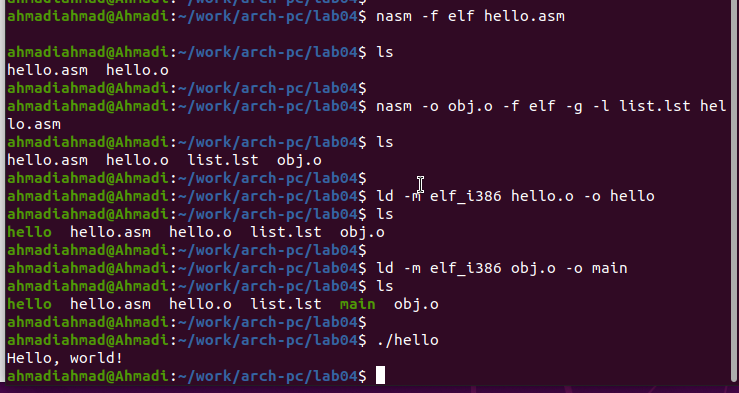 ahmadiahmad@Ahmadi:~/work/arch-pc/lab04$ nasm -f elf hello.asm
ahmadiahmad@Ahmadi:~/work/arch-pc/lab04$ ls
hello.asm  hello.o
ahmadiahmad@Ahmadi:~/work/arch-pc/lab04$
ahmadiahmad@Ahmadi:~/work/arch-pc/lab04$ nasm -o obj.o -f elf -g -l list.lst hel
lo.asm
ahmadiahmad@Ahmadi:~/work/arch-pc/lab04$ ls
hello.asm  hello.o  list.lst  obj.o
ahmadiahmad@Ahmadi:~/work/arch-pc/lab04$
ahmadiahmad@Ahmadi:~/work/arch-pc/lab04$ ld -m elf_i386 hello.o -o hello
ahmadiahmad@Ahmadi:~/work/arch-pc/lab04$ ls
hello  hello.asm  hello.o  list.lst  obj.o
ahmadiahmad@Ahmadi:~/work/arch-pc/lab04$
ahmadiahmad@Ahmadi:~/work/arch-pc/lab04$ ld -m elf_i386 obj.o -o main
ahmadiahmad@Ahmadi:~/work/arch-pc/lab04$ ls
hello  hello.asm  hello.o  list.lst  main  obj.o
ahmadiahmad@Ahmadi:~/work/arch-pc/lab04$
ahmadiahmad@Ahmadi:~/work/arch-pc/lab04$ ./hello
Hello, world!
ahmadiahmad@Ahmadi:~/work/arch-pc/lab04$